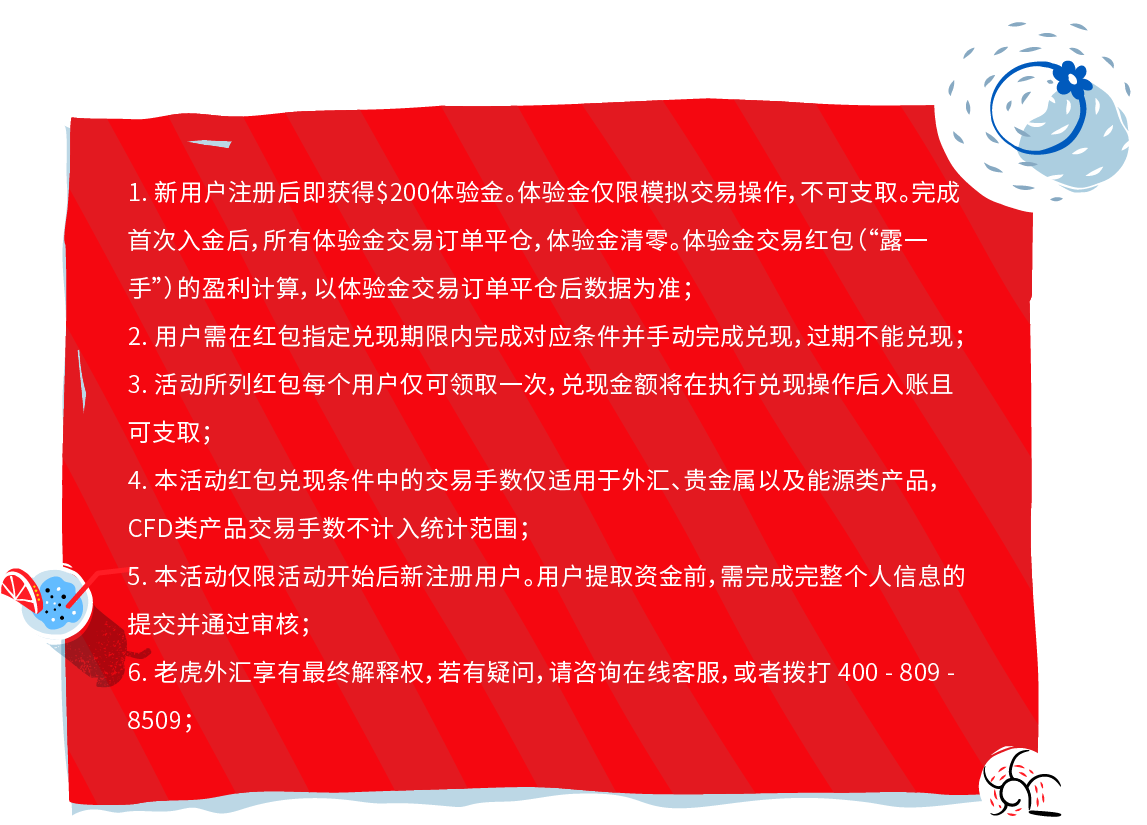 1. 新用户注册后即获得$200体验金。体验金仅限模拟交易操作，不可支取。完成
首次入金后，所有体验金交易订单平仓，体验金清零。体验金交易红包（“露一
手”）的盈利计算，以体验金交易订单平仓后数据为准；
2. 用户需在红包指定兑现期限内完成对应条件并手动完成兑现，过期不能兑现；
3. 活动所列红包每个用户仅可领取一次，兑现金额将在执行兑现操作后入账且
可支取；
4. 本活动红包兑现条件中的交易手数仅适用于外汇、贵金属以及能源类产品，
CFD类产品交易手数不计入统计范围；
5. 本活动仅限活动开始后新注册用户。用户提取资金前，需完成完整个人信息的
提交并通过审核；
6. 老虎外汇享有最终解释权，若有疑问，请咨询在线客服，或者拨打 400 - 809 -
8509；